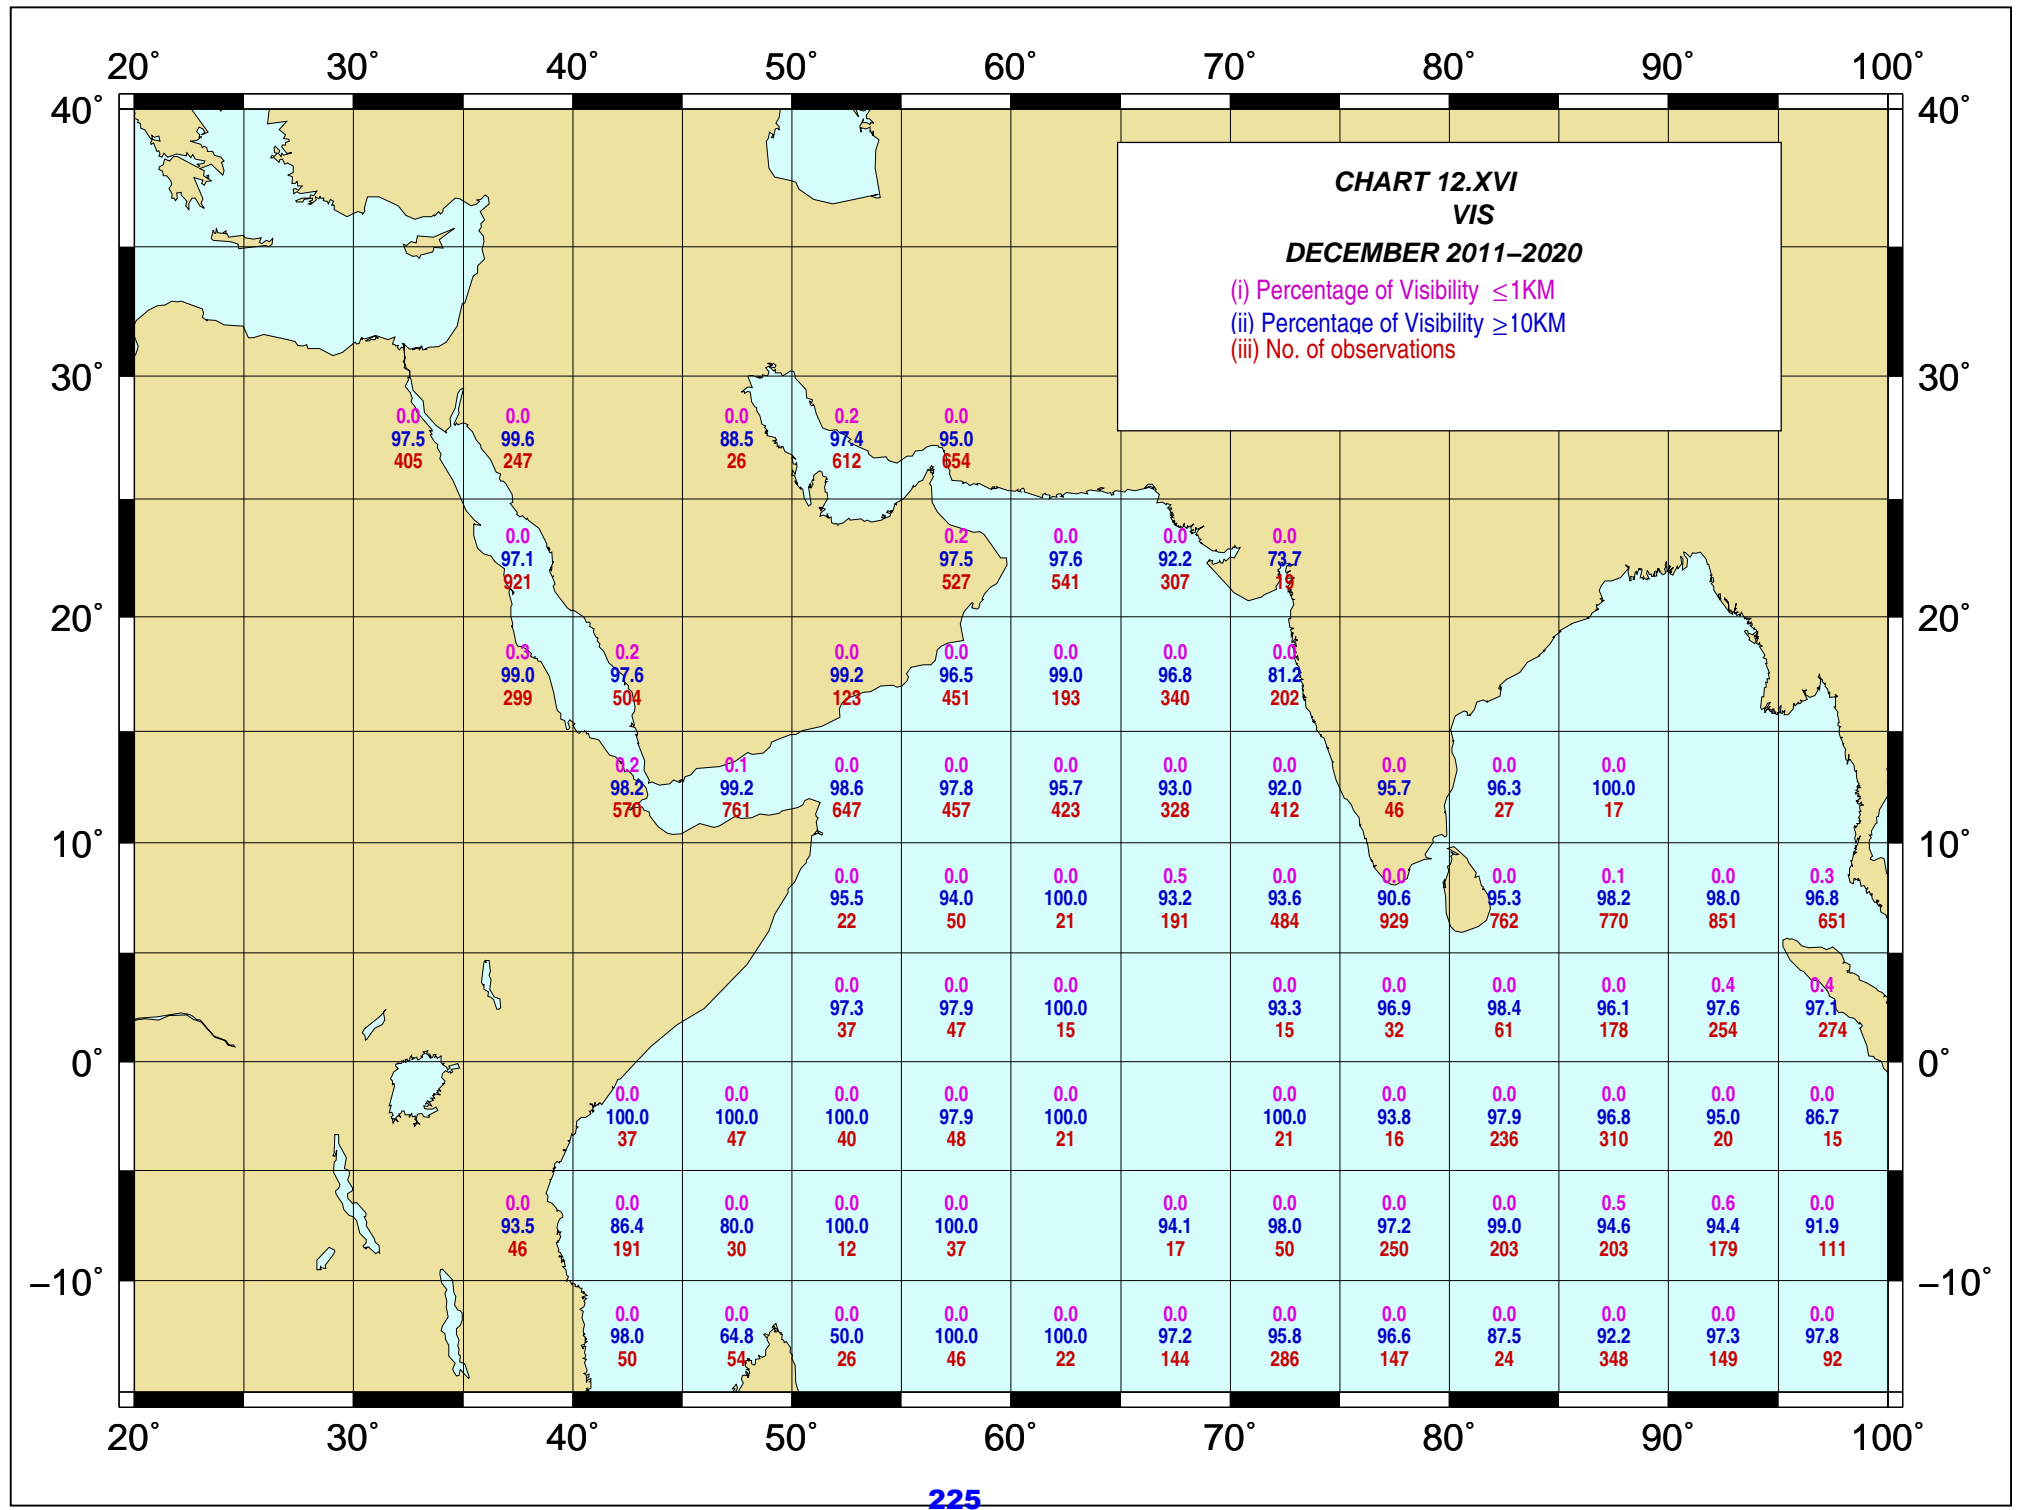 20° 30° 40° 50° 60° 70° 80° 90° 100°
40° 40°
CHART 12.XVI
VIS
DECEMBER 2011–2020
(i) Percentage of Visibility ≤1KM
(ii) Percentage of Visibility ≥10KM
(iii) No. of observations
30° 30°
0.0 0.0 0.0 0.2 0.0
97.5 99.6 88.5 97.4 95.0
405 247 26 612 654
0.0 0.2 0.0 0.0 0.0
97.1 97.5 97.6 92.2 73.7
921 527 541 307 19
20° 20°
0.3 0.2 0.0 0.0 0.0 0.0 0.0
99.0 97.6 99.2 96.5 99.0 96.8 81.2
299 504 123 451 193 340 202
0.2 0.1 0.0 0.0 0.0 0.0 0.0 0.0 0.0 0.0
98.2 99.2 98.6 97.8 95.7 93.0 92.0 95.7 96.3 100.0
570 761 647 457 423 328 412 46 27 17
10° 10°
0.0 0.0 0.0 0.5 0.0 0.0 0.0 0.1 0.0 0.3
95.5 94.0 100.0 93.2 93.6 90.6 95.3 98.2 98.0 96.8
22 50 21 191 484 929 762 770 851 651
0.0 0.0 0.0 0.0 0.0 0.0 0.0 0.4 0.4
97.3 97.9 100.0 93.3 96.9 98.4 96.1 97.6 97.1
37 47 15 15 32 61 178 254 274
0° 0°
0.0 0.0 0.0 0.0 0.0 0.0 0.0 0.0 0.0 0.0 0.0
100.0 100.0 100.0 97.9 100.0 100.0 93.8 97.9 96.8 95.0 86.7
37 47 40 48 21 21 16 236 310 20 15
0.0 0.0 0.0 0.0 0.0 0.0 0.0 0.0 0.0 0.5 0.6 0.0
93.5 86.4 80.0 100.0 100.0 94.1 98.0 97.2 99.0 94.6 94.4 91.9
46 191 30 12 37 17 50 250 203 203 179 111
–10° –10°
0.0 0.0 0.0 0.0 0.0 0.0 0.0 0.0 0.0 0.0 0.0 0.0
98.0 64.8 50.0 100.0 100.0 97.2 95.8 96.6 87.5 92.2 97.3 97.8
50 54 26 46 22 144 286 147 24 348 149 92
20° 30° 40° 50° 60° 70° 80° 90° 100°
225